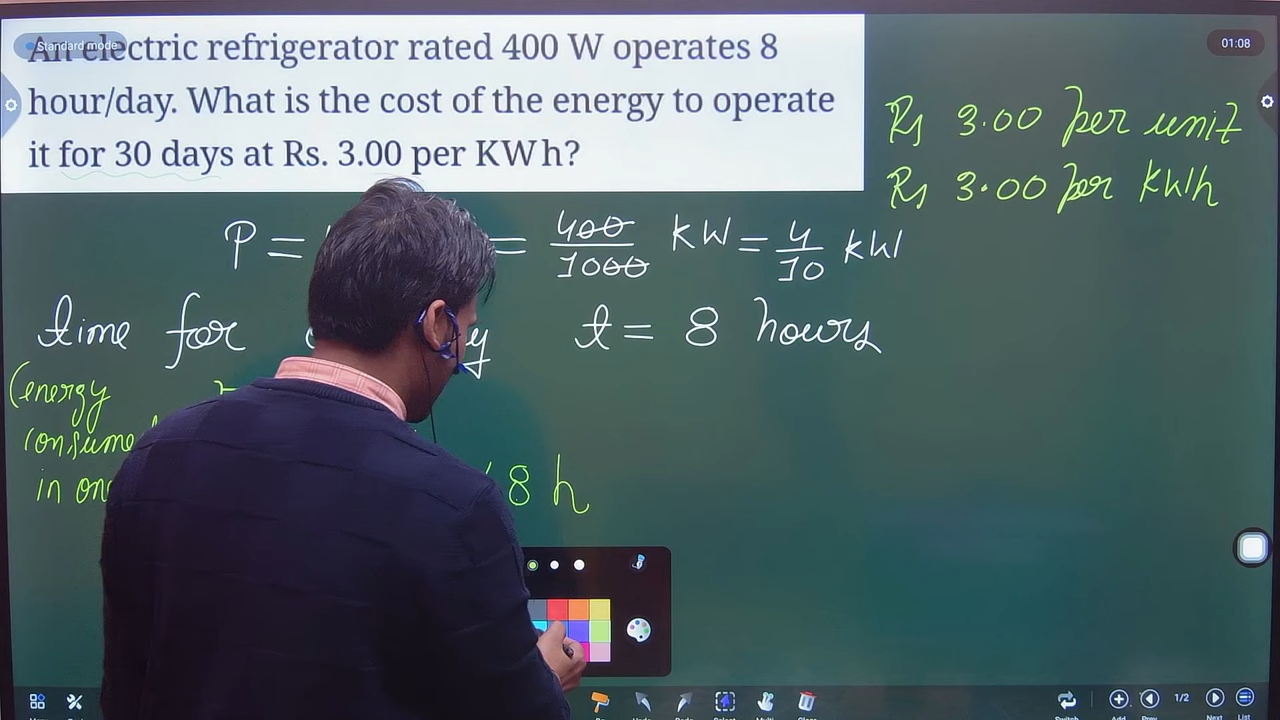 Standard mode
An electric refrigerator rated 400 W operates 8
hour/day. What is the cost of the energy to operate
it for 30 days at Rs. 3.00 per KWh?
01:08
Rs 3.00 per unit
Rs 3.00 per kWh
P = = 400/1000 kW = 4/10 kW
time for t = 8 hours
(energy
consume
in one
8 h
1/2